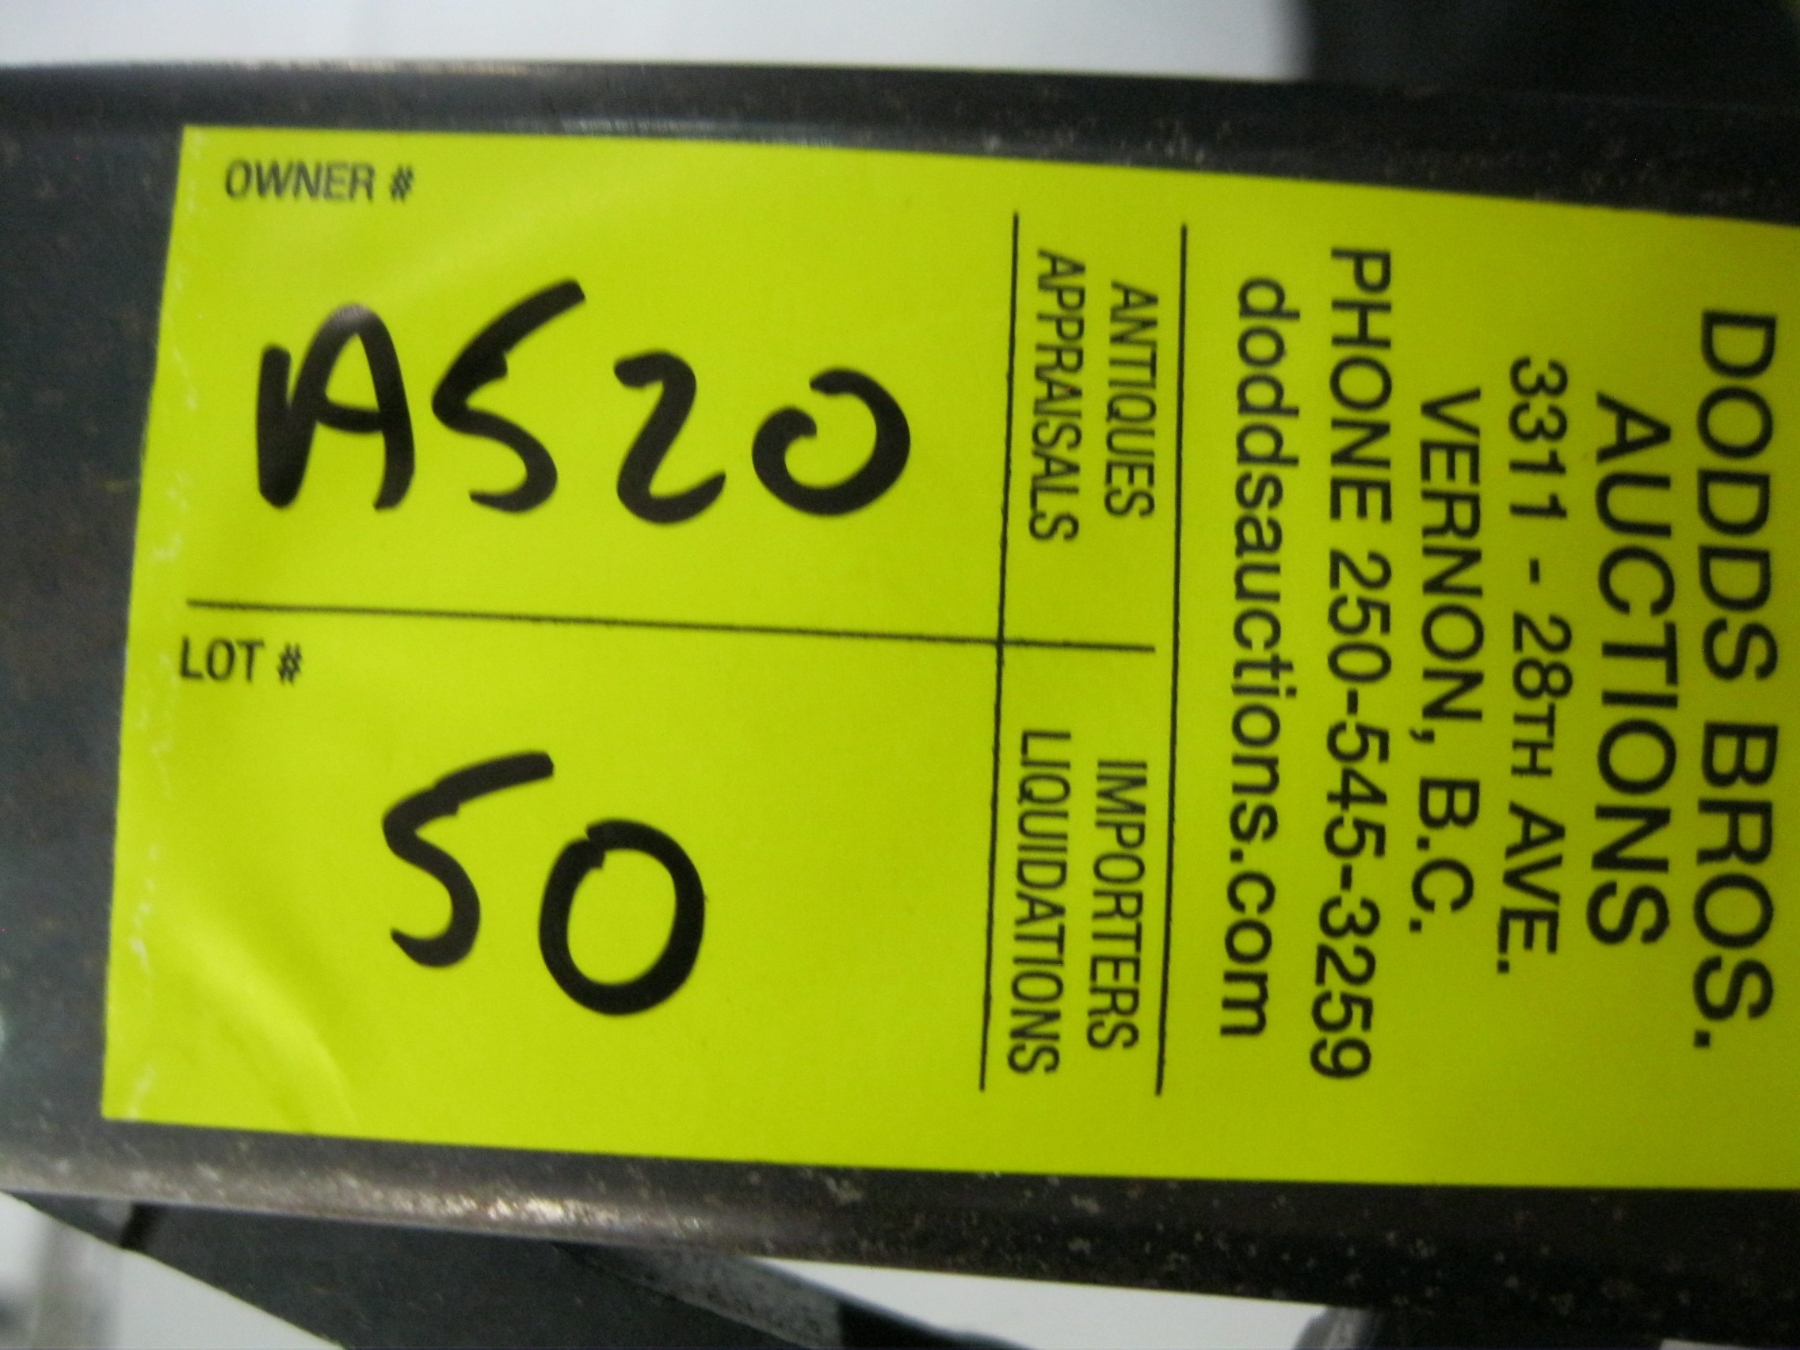 DODDS BROS.
AUCTIONS
3311 - 28TH AVE.
VERNON, B.C.
PHONE 250-545-3259
doddsauctions.com
ANTIQUES
APPRAISALS
IMPORTERS
LIQUIDATIONS
OWNER #
A520
LOT #
50